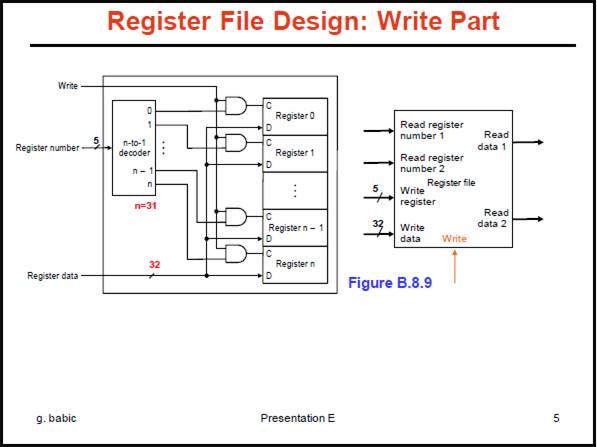 Register File Design: Write Part
Write
0
1
n-to-1
decoder
n – 1
n
n=31
Register number
5
C
Register 0
D
C
Register 1
D
C
Register n – 1
D
C
Register n
D
32
Register data
Read register
number 1
Read
data 1
Read register
number 2
Register file
5
Write
register
Read
data 2
32
Write
data
Write
Figure B.8.9
g. babic
Presentation E
5